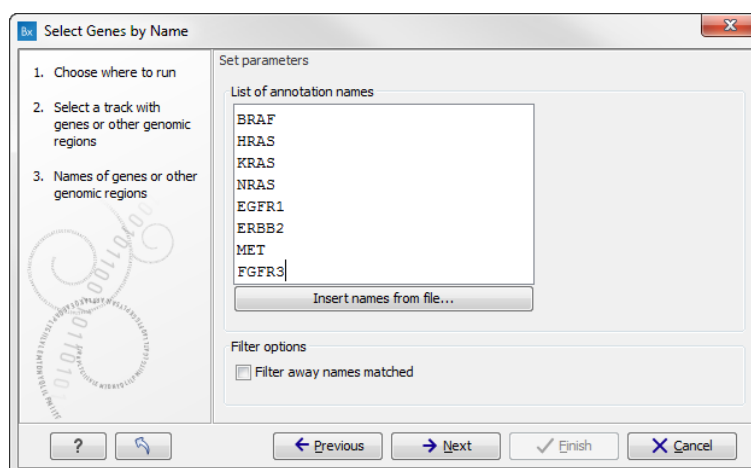 Bx Select Genes by Name
1. Choose where to run
2. Select a track with
genes or other genomic
regions
3. Names of genes or other
genomic regions
Set parameters
List of annotation names
BRAF
HRAS
KRAS
NRAS
EGFR1
ERBB2
MET
FGFR3
Insert names from file...
Filter options
Filter away names matched
? Previous Next Finish Cancel